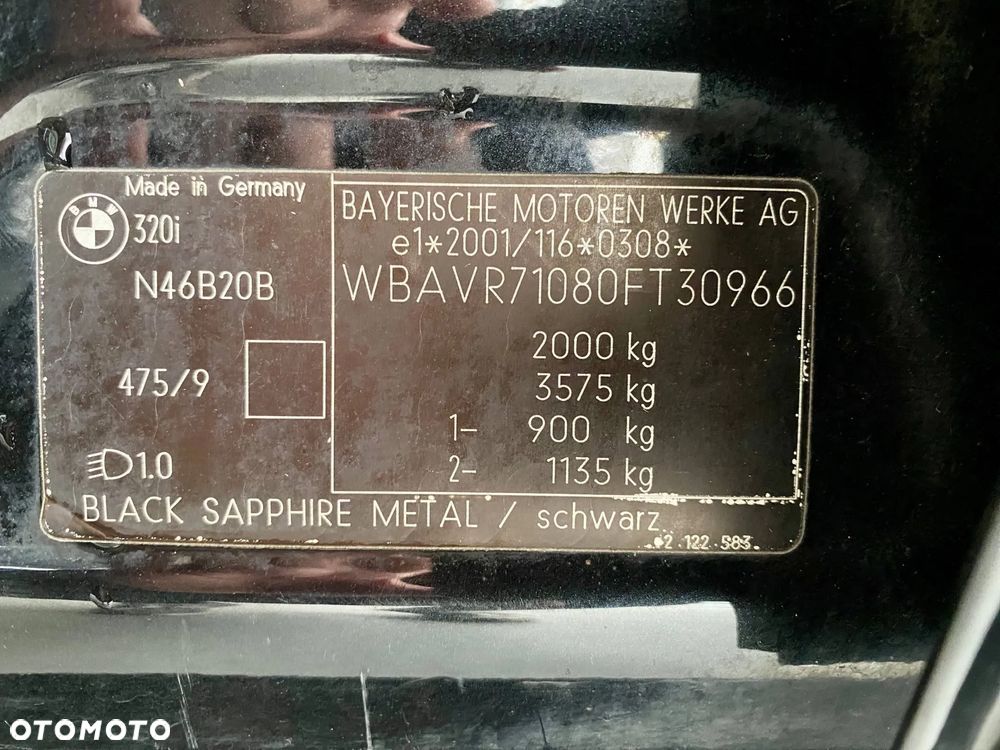 Made in Germany
BMW
320i
N46B20B
475/9
1.0
BAYERISCHE MOTOREN WERKE AG
e1*2001/116*0308*
WBAVR71080FT30966
2000 kg
3575 kg
1- 900 kg
2- 1135 kg
BLACK SAPPHIRE METAL / schwarz
2 122 583
OTOMOTO